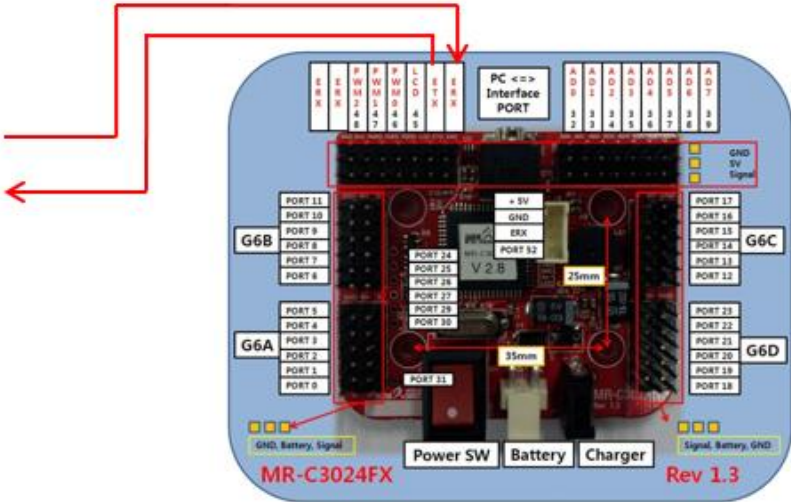 ERX
ERX
PWM2 48
PWM1 47
PWM0 46
LCD 45
ETX
ERX
PC <=>
Interface
PORT
AD0 32
AD1 33
AD2 34
AD3 35
AD4 36
AD5 37
AD6 38
AD7 39
GND
5V
Signal
PORT 11
PORT 10
PORT 9
PORT 8
PORT 7
PORT 6
G6B
PORT 5
PORT 4
PORT 3
PORT 2
PORT 1
PORT 0
G6A
+ 5V
GND
ERX
PORT 52
V 2.8
PORT 24
PORT 25
PORT 26
PORT 27
PORT 29
PORT 30
PORT 31
25mm
35mm
PORT 17
PORT 16
PORT 15
PORT 14
PORT 13
PORT 12
G6C
PORT 23
PORT 22
PORT 21
PORT 20
PORT 19
PORT 18
G6D
GND, Battery, Signal
Power SW
Battery
Charger
Signal, Battery, GND
MR-C3024FX
Rev 1.3